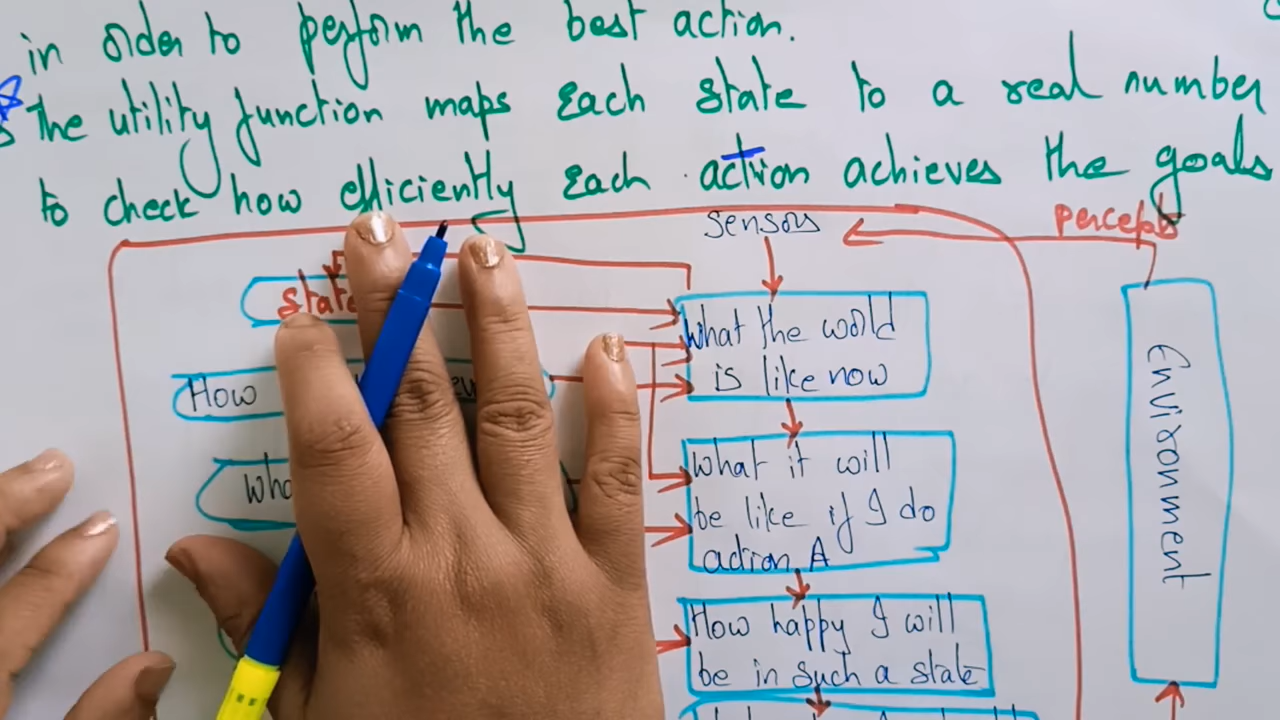 in order to perform the best action.
The utility function maps Each state to a real number
to check how efficiently Each action achieves the goals
sensors
percepts
state
What the world
is like now
How
What it will
be like if I do
action A
Environment
How happy I will
be in such a state